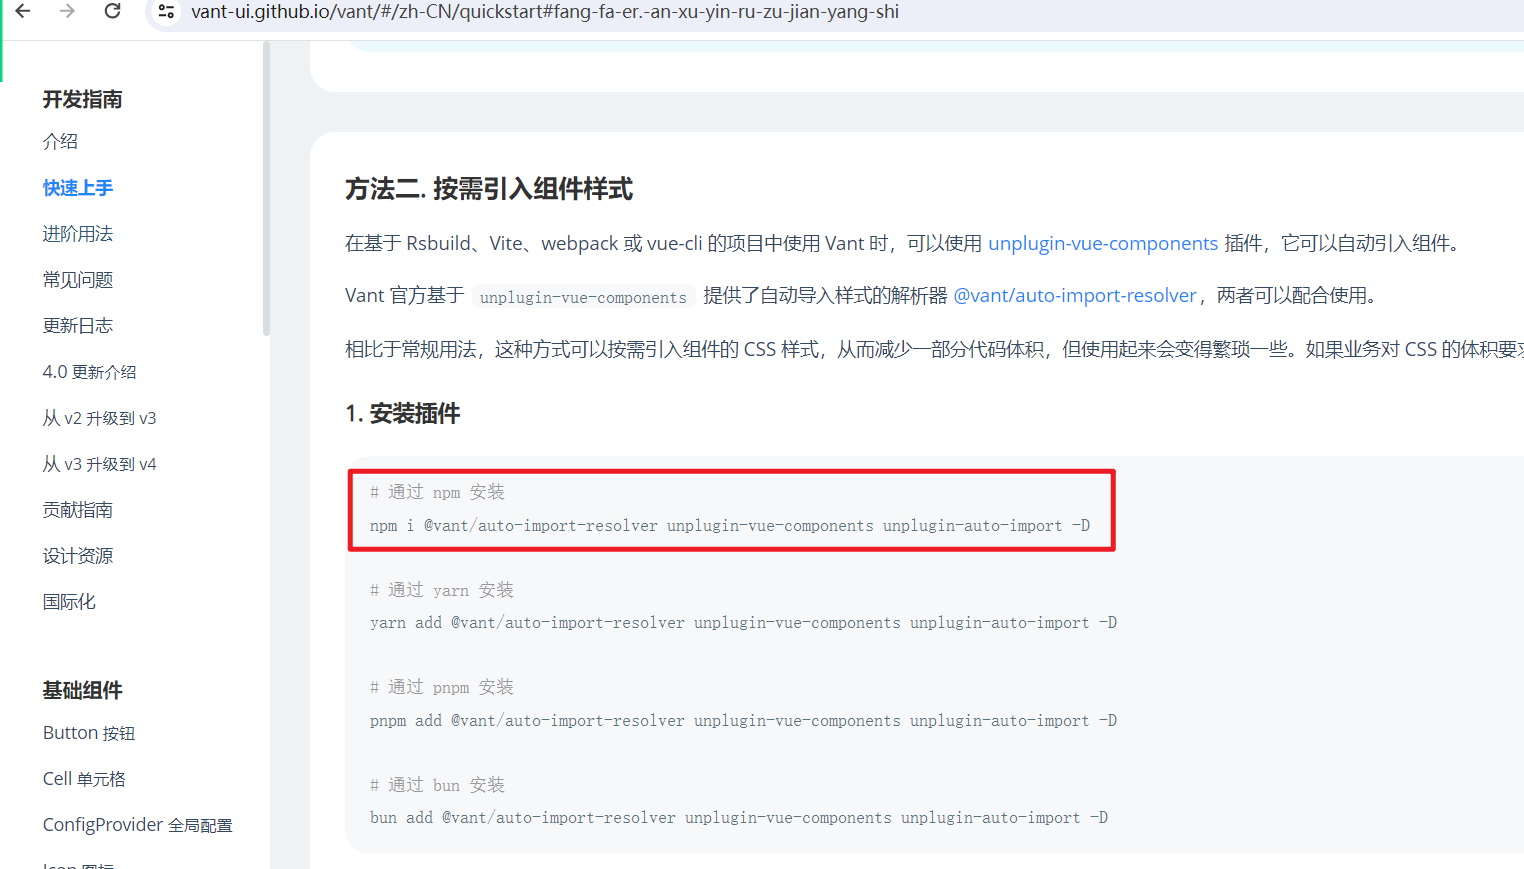 vant-ui.github.io/vant/#/zh-CN/quickstart#fang-fa-er.-an-xu-yin-ru-zu-jian-yang-shi
开发指南
介绍
快速上手
进阶用法
常见问题
更新日志
4.0 更新介绍
从 v2 升级到 v3
从 v3 升级到 v4
贡献指南
设计资源
国际化
基础组件
Button 按钮
Cell 单元格
ConfigProvider 全局配置
Icon 图标
方法二. 按需引入组件样式
在基于 Rsbuild、Vite、webpack 或 vue-cli 的项目中使用 Vant 时，可以使用 unplugin-vue-components 插件，它可以自动引入组件。
Vant 官方基于 unplugin-vue-components 提供了自动导入样式的解析器 @vant/auto-import-resolver，两者可以配合使用。
相比于常规用法，这种方式可以按需引入组件的 CSS 样式，从而减少一部分代码体积，但使用起来会变得繁琐一些。如果业务对 CSS 的体积要求
1. 安装插件
# 通过 npm 安装
npm i @vant/auto-import-resolver unplugin-vue-components unplugin-auto-import -D
# 通过 yarn 安装
yarn add @vant/auto-import-resolver unplugin-vue-components unplugin-auto-import -D
# 通过 pnpm 安装
pnpm add @vant/auto-import-resolver unplugin-vue-components unplugin-auto-import -D
# 通过 bun 安装
bun add @vant/auto-import-resolver unplugin-vue-components unplugin-auto-import -D